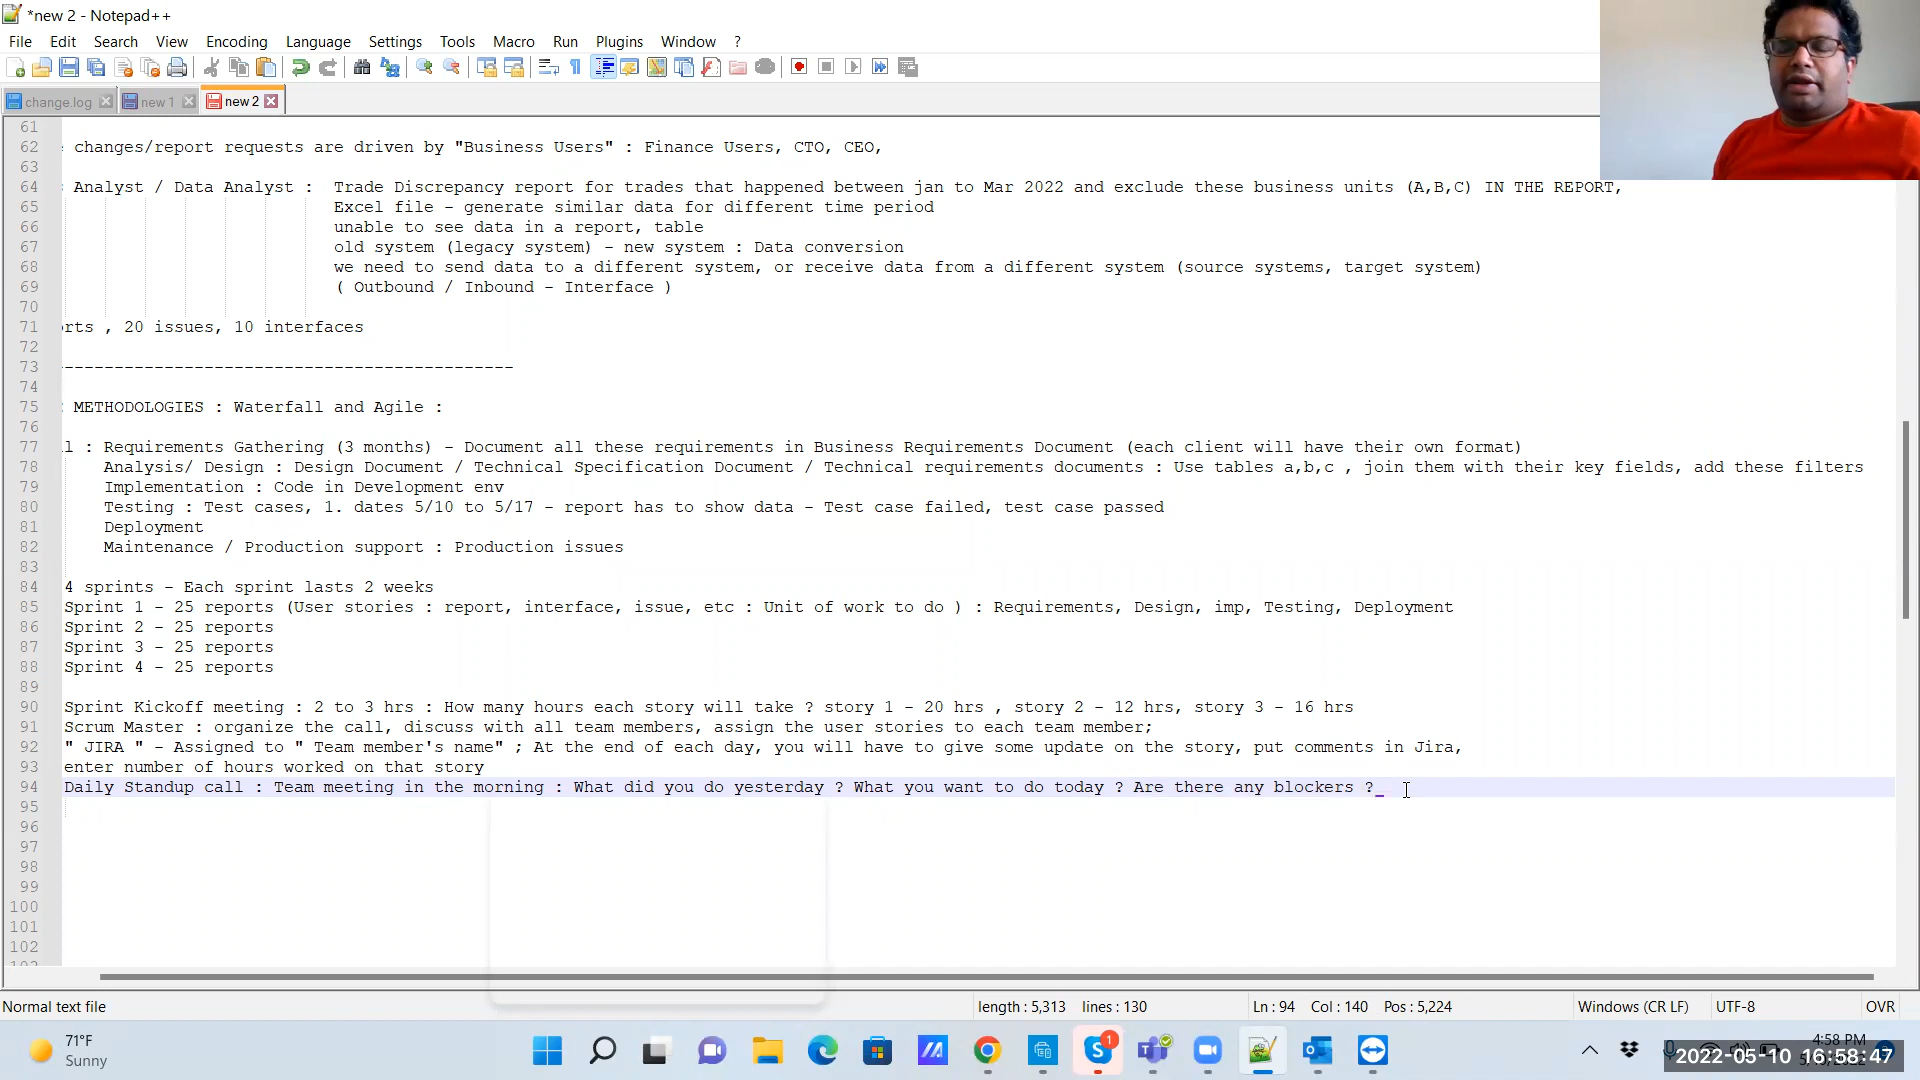 *new 2 - Notepad++
File Edit Search View Encoding Language Settings Tools Macro Run Plugins Window ?
change.log new 1 new 2
61
62 changes/report requests are driven by "Business Users" : Finance Users, CTO, CEO,
63
64 Analyst / Data Analyst : Trade Discrepancy report for trades that happened between jan to Mar 2022 and exclude these business units (A,B,C) IN THE REPORT,
65 Excel file - generate similar data for different time period
66 unable to see data in a report, table
67 old system (legacy system) - new system : Data conversion
68 we need to send data to a different system, or receive data from a different system (source systems, target system)
69 ( Outbound / Inbound - Interface )
70
71 orts , 20 issues, 10 interfaces
72
73 ---------------------------------------------
74
75 METHODOLOGIES : Waterfall and Agile :
76
77 l : Requirements Gathering (3 months) - Document all these requirements in Business Requirements Document (each client will have their own format)
78 Analysis/ Design : Design Document / Technical Specification Document / Technical requirements documents : Use tables a,b,c , join them with their key fields, add these filters
79 Implementation : Code in Development env
80 Testing : Test cases, 1. dates 5/10 to 5/17 - report has to show data - Test case failed, test case passed
81 Deployment
82 Maintenance / Production support : Production issues
83
84 4 sprints - Each sprint lasts 2 weeks
85 Sprint 1 - 25 reports (User stories : report, interface, issue, etc : Unit of work to do ) : Requirements, Design, imp, Testing, Deployment
86 Sprint 2 - 25 reports
87 Sprint 3 - 25 reports
88 Sprint 4 - 25 reports
89
90 Sprint Kickoff meeting : 2 to 3 hrs : How many hours each story will take ? story 1 - 20 hrs , story 2 - 12 hrs, story 3 - 16 hrs
91 Scrum Master : organize the call, discuss with all team members, assign the user stories to each team member;
92 " JIRA " - Assigned to " Team member's name" ; At the end of each day, you will have to give some update on the story, put comments in Jira,
93 enter number of hours worked on that story
94 Daily Standup call : Team meeting in the morning : What did you do yesterday ? What you want to do today ? Are there any blockers ?
95
96
97
98
99
100
101
102
Normal text file length : 5,313 lines : 130 Ln : 94 Col : 140 Pos : 5,224 Windows (CR LF) UTF-8 OVR
71°F
Sunny
1
4:58 PM
2022-05-10 16:58:47